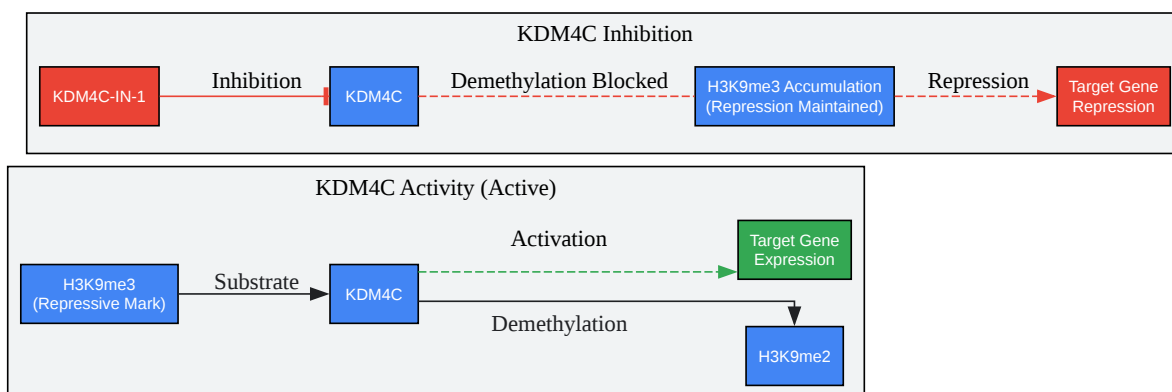 KDM4C Inhibition
KDM4C-IN-1
Inhibition
KDM4C
Demethylation Blocked
H3K9me3 Accumulation
(Repression Maintained)
Repression
Target Gene
Repression
KDM4C Activity (Active)
H3K9me3
(Repressive Mark)
Substrate
KDM4C
Activation
Target Gene
Expression
Demethylation
H3K9me2